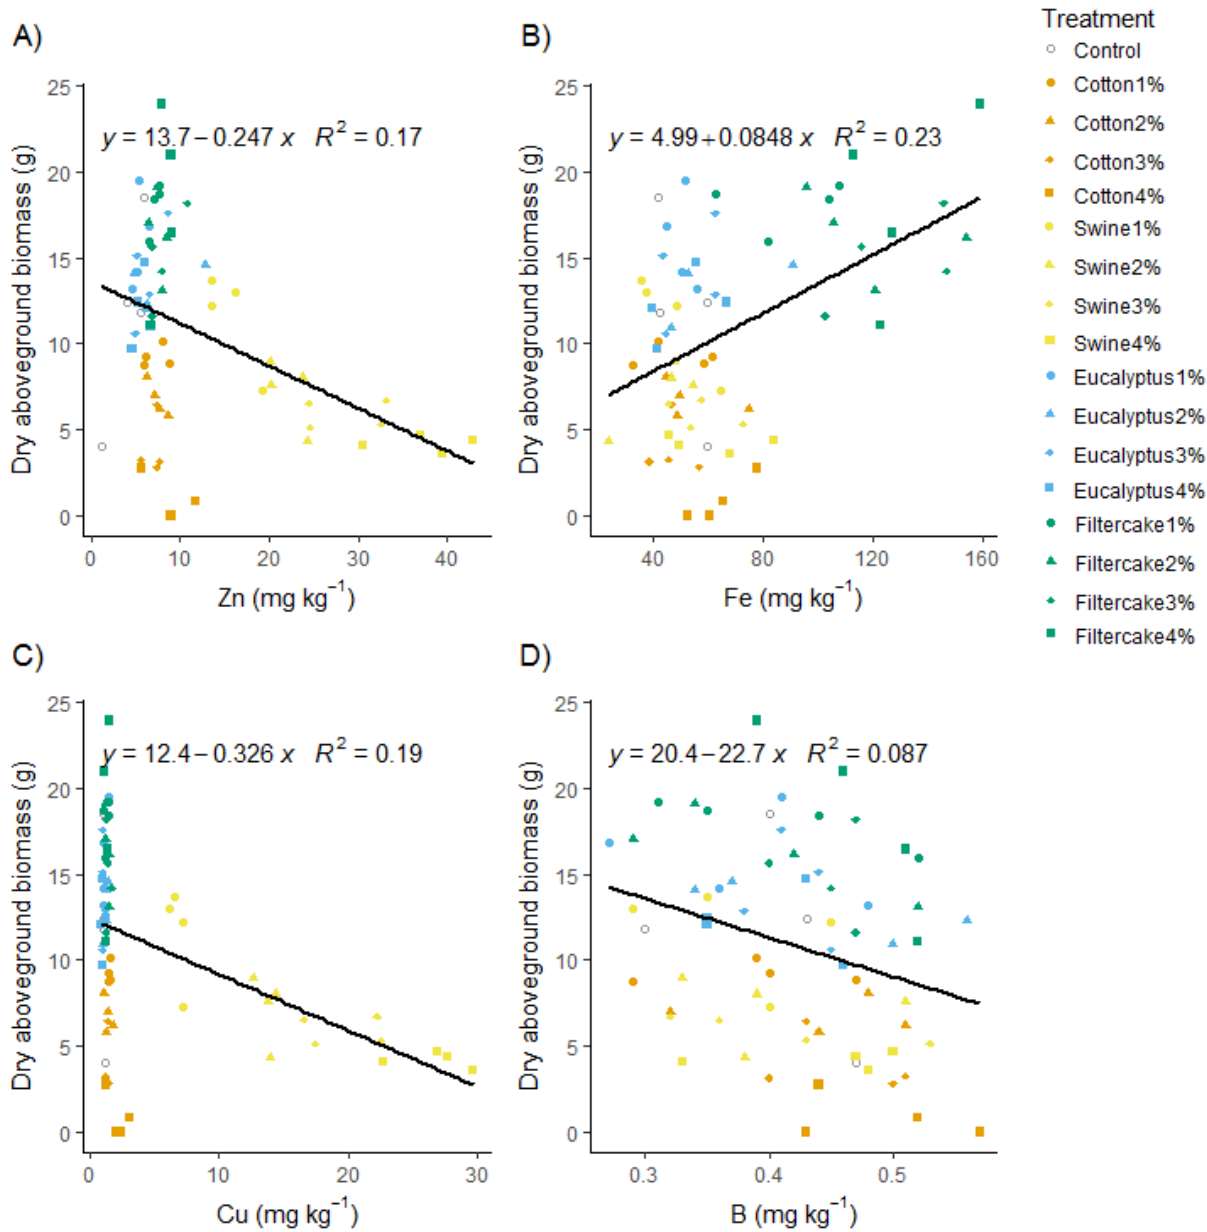 A)
y = 13.7 − 0.247 x R² = 0.17
Dry aboveground biomass (g)
25
20
15
10
5
0
0 10 20 30 40
Zn (mg kg⁻¹)
B)
y = 4.99 + 0.0848 x R² = 0.23
Dry aboveground biomass (g)
25
20
15
10
5
0
40 80 120 160
Fe (mg kg⁻¹)
Treatment
Control
Cotton1%
Cotton2%
Cotton3%
Cotton4%
Swine1%
Swine2%
Swine3%
Swine4%
Eucalyptus1%
Eucalyptus2%
Eucalyptus3%
Eucalyptus4%
Filtercake1%
Filtercake2%
Filtercake3%
Filtercake4%
C)
y = 12.4 − 0.326 x R² = 0.19
Dry aboveground biomass (g)
25
20
15
10
5
0
0 10 20 30
Cu (mg kg⁻¹)
D)
y = 20.4 − 22.7 x R² = 0.087
Dry aboveground biomass (g)
25
20
15
10
5
0
0.3 0.4 0.5
B (mg kg⁻¹)